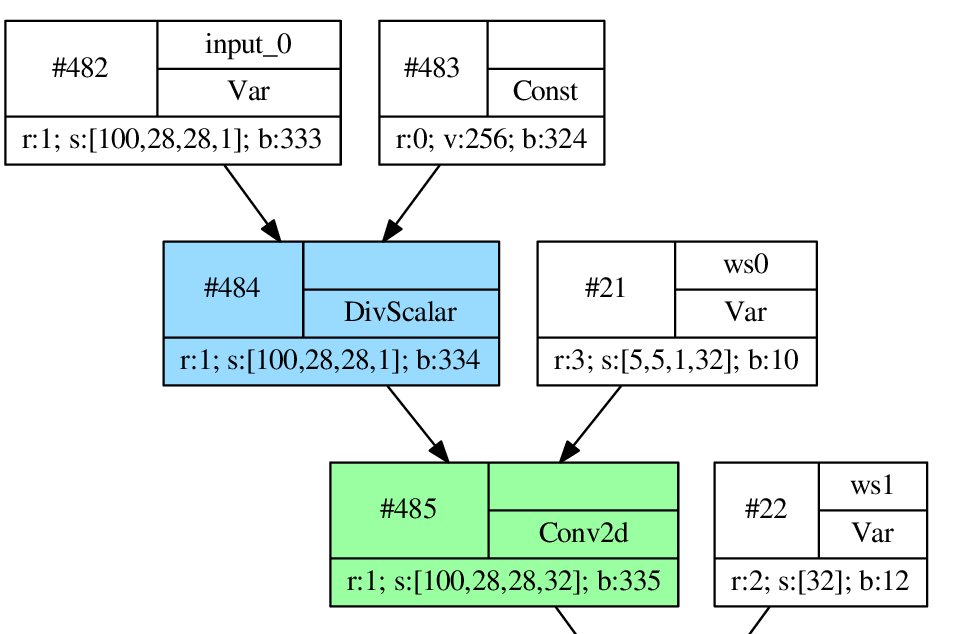 #482
input_0
Var
r:1; s:[100,28,28,1]; b:333
#483
Const
r:0; v:256; b:324
#484
DivScalar
r:1; s:[100,28,28,1]; b:334
#21
ws0
Var
r:3; s:[5,5,1,32]; b:10
#485
Conv2d
r:1; s:[100,28,28,32]; b:335
#22
ws1
Var
r:2; s:[32]; b:12